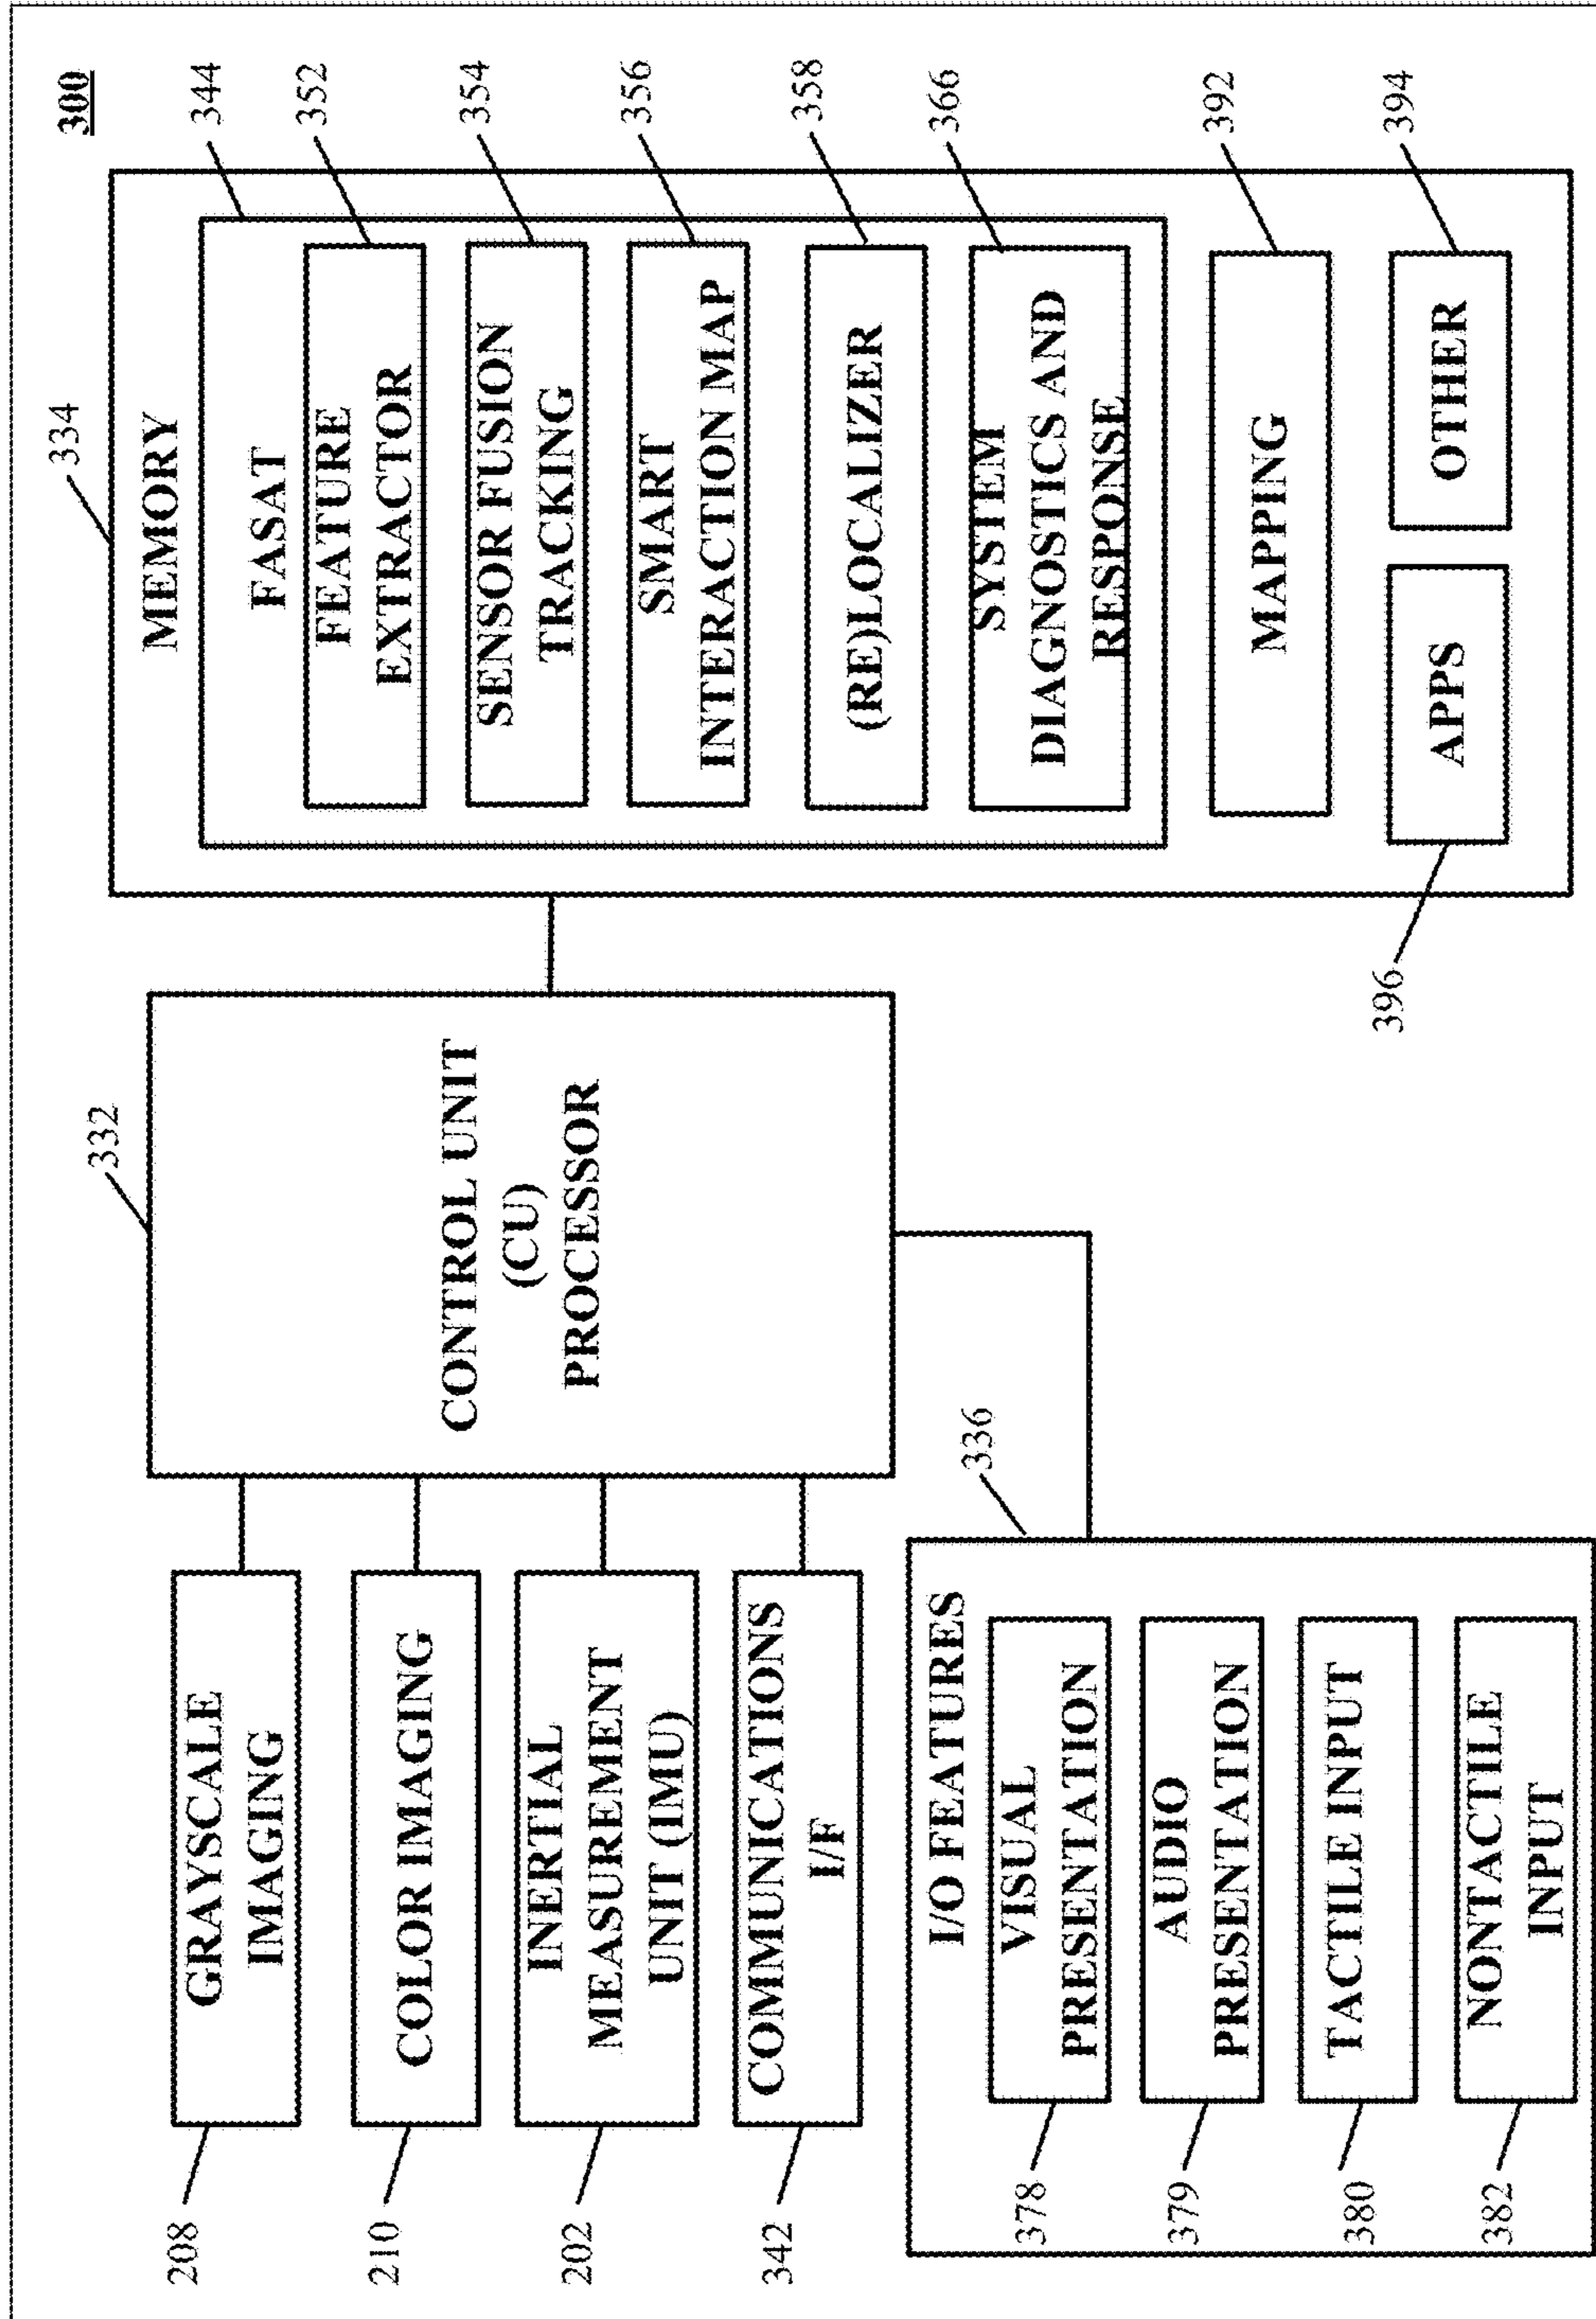 300
208
GRAYSCALE
IMAGING
210
COLOR IMAGING
202
INERTIAL
MEASUREMENT
UNIT (IMU)
342
COMMUNICATIONS
I/F
332
CONTROL UNIT
(CU)
PROCESSOR
336
I/O FEATURES
378
VISUAL
PRESENTATION
379
AUDIO
PRESENTATION
380
TACTILE INPUT
382
NONTACTILE
INPUT
334
MEMORY
344
FASAT
352
FEATURE
EXTRACTOR
354
SENSOR FUSION
TRACKING
356
SMART
INTERACTION MAP
358
(RE)LOCALIZER
366
SYSTEM
DIAGNOSTICS AND
RESPONSE
392
MAPPING
396
APPS
OTHER
394